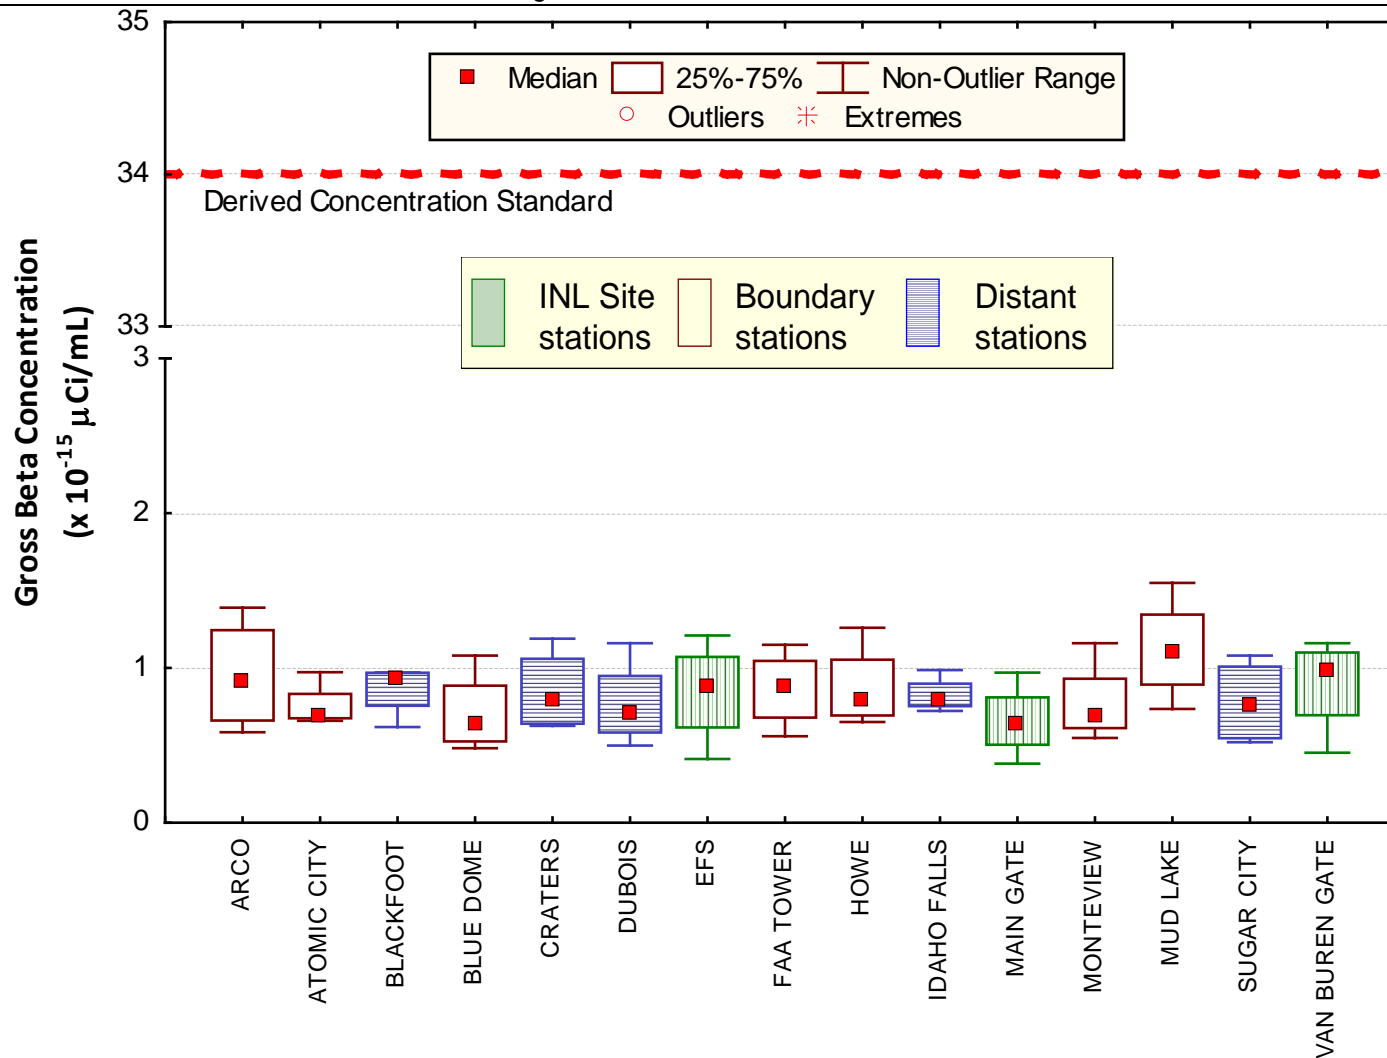 35
Median 25%-75% Non-Outlier Range
Outliers Extremes
34
Derived Concentration Standard
INL Site stations
Boundary stations
Distant stations
33
3
2
1
0
Gross Beta Concentration
(x 10-15 µCi/mL)
ARCO
ATOMIC CITY
BLACKFOOT
BLUE DOME
CRATERS
DUBOIS
EFS
FAA TOWER
HOWE
IDAHO FALLS
MAIN GATE
MONTEVIEW
MUD LAKE
SUGAR CITY
VAN BUREN GATE